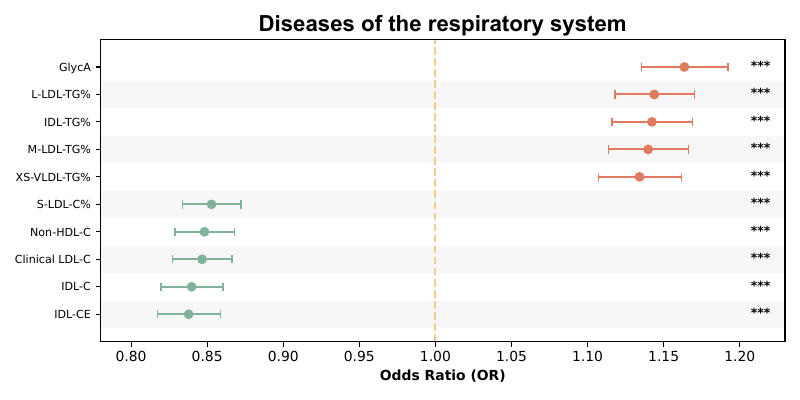 Diseases of the respiratory system
GlycA ***
L-LDL-TG% ***
IDL-TG% ***
M-LDL-TG% ***
XS-VLDL-TG% ***
S-LDL-C% ***
Non-HDL-C ***
Clinical LDL-C ***
IDL-C ***
IDL-CE ***
0.80 0.85 0.90 0.95 1.00 1.05 1.10 1.15 1.20
Odds Ratio (OR)